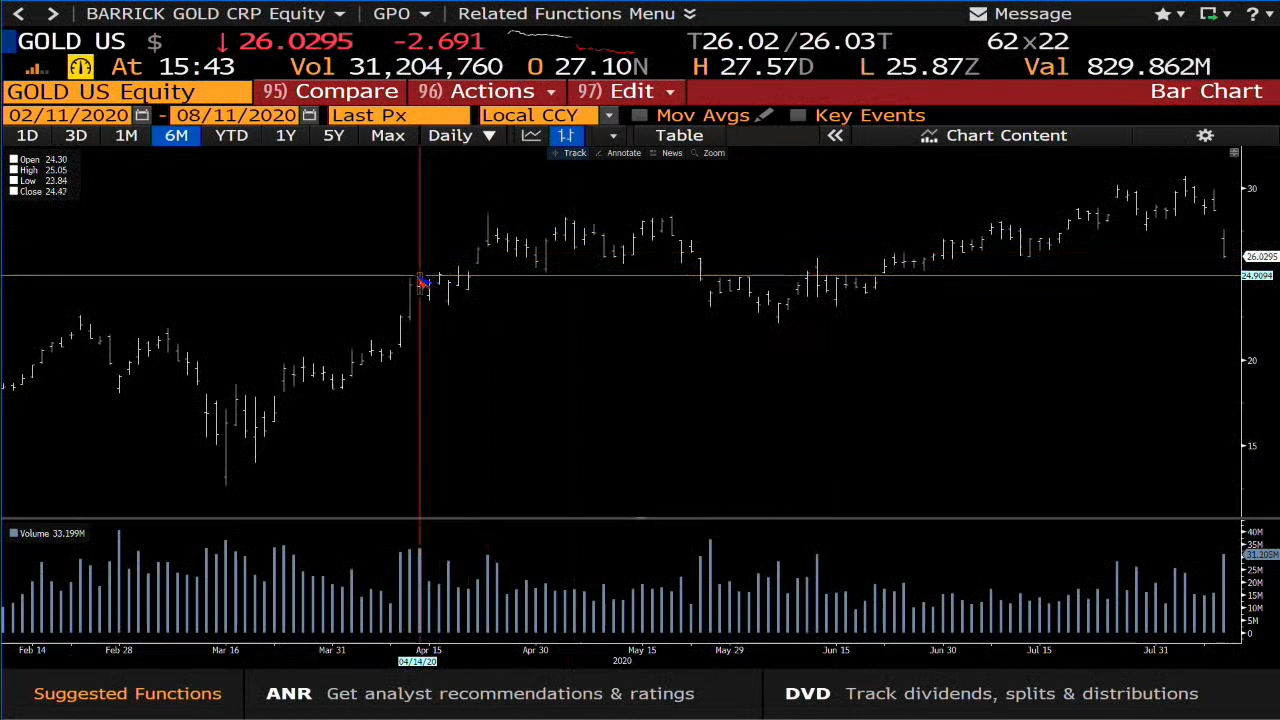 BARRICK GOLD CRP Equity GPO Related Functions Menu Message ?
GOLD US $ ↓26.0295 -2.691 T26.02/26.03T 62x22
At 15:43 Vol 31,204,760 O 27.10N H 27.57D L 25.87Z Val 829.862M
GOLD US Equity 95) Compare 96) Actions 97) Edit Bar Chart
02/11/2020 - 08/11/2020 Last Px Local CCY Mov Avgs Key Events
1D 3D 1M 6M YTD 1Y 5Y Max Daily ▼ Table « Chart Content
Track Annotate News Zoom
Open 24.30
High 25.05
Low 23.84
Close 24.47
30
26.0295
24.9094
20
15
Volume 33.199M
40M
35M
31.205M
25M
20M
15M
10M
5M
0
Feb 14 Feb 28 Mar 16 Mar 31 Apr 15 Apr 30 May 15 May 29 Jun 15 Jun 30 Jul 15 Jul 31
04/14/20 2020
Suggested Functions ANR Get analyst recommendations & ratings DVD Track dividends, splits & distributions